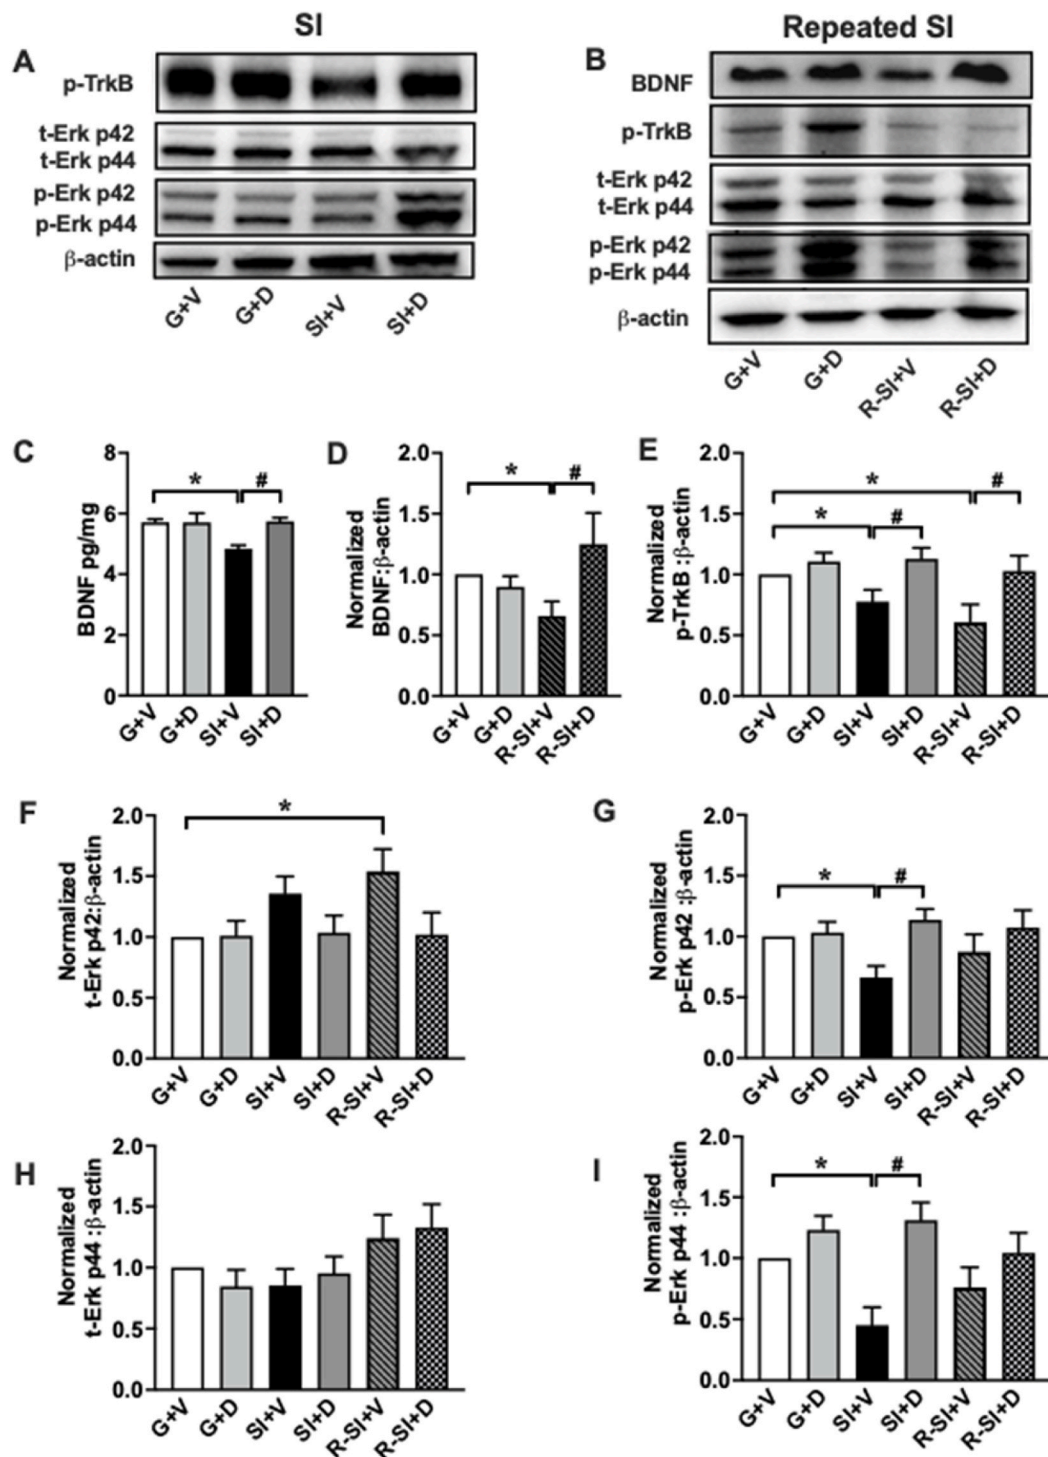 SI
Repeated SI
A
p-TrkB
t-Erk p42
t-Erk p44
p-Erk p42
p-Erk p44
β-actin
G+V
G+D
SI+V
SI+D
B
BDNF
p-TrkB
t-Erk p42
t-Erk p44
p-Erk p42
p-Erk p44
β-actin
G+V
G+D
R-SI+V
R-SI+D
C
BDNF pg/mg
8
6
4
2
0
*
#
G+V
G+D
SI+V
SI+D
D
Normalized
BDNF:β-actin
2.0
1.5
1.0
0.5
0.0
*
#
G+V
G+D
R-SI+V
R-SI+D
E
Normalized
p-TrkB :β-actin
2.0
1.5
1.0
0.5
0.0
*
#
*
#
G+V
G+D
SI+V
SI+D
R-SI+V
R-SI+D
F
Normalized
t-Erk p42:β-actin
2.0
1.5
1.0
0.5
0.0
*
G+V
G+D
SI+V
SI+D
R-SI+V
R-SI+D
G
Normalized
p-Erk p42 :β-actin
2.0
1.5
1.0
0.5
0.0
*
#
G+V
G+D
SI+V
SI+D
R-SI+V
R-SI+D
H
Normalized
t-Erk p44 :β-actin
2.0
1.5
1.0
0.5
0.0
G+V
G+D
SI+V
SI+D
R-SI+V
R-SI+D
I
Normalized
p-Erk p44 :β-actin
2.0
1.5
1.0
0.5
0.0
*
#
G+V
G+D
SI+V
SI+D
R-SI+V
R-SI+D